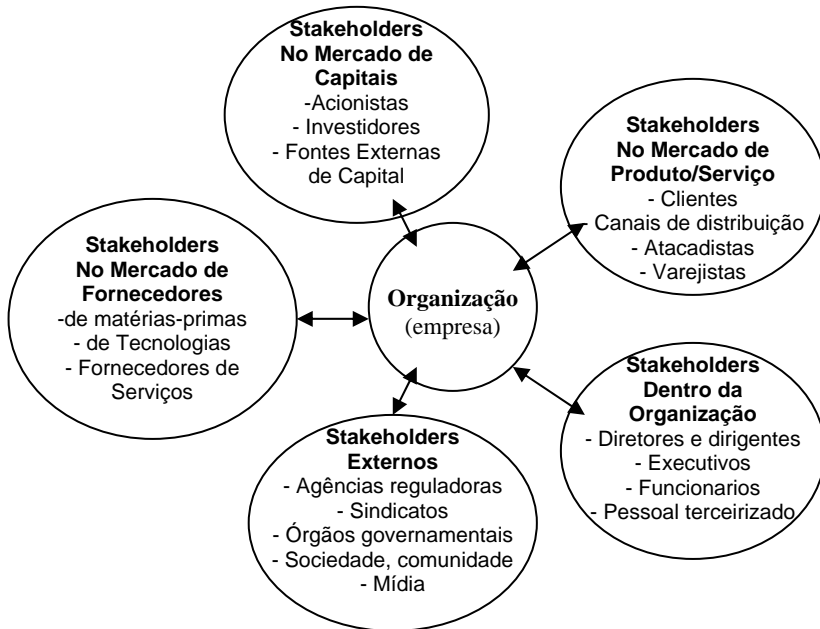 Stakeholders
No Mercado de
Capitais
-Acionistas
- Investidores
- Fontes Externas
de Capital
Stakeholders
No Mercado de
Produto/Serviço
- Clientes
- Canais de distribuição
- Atacadistas
- Varejistas
Stakeholders
No Mercado de
Fornecedores
-de matérias-primas
- de Tecnologias
- Fornecedores de
Serviços
Organização
(empresa)
Stakeholders
Dentro da
Organização
- Diretores e dirigentes
- Executivos
- Funcionarios
- Pessoal terceirizado
Stakeholders
Externos
- Agências reguladoras
- Sindicatos
- Órgãos governamentais
- Sociedade, comunidade
- Mídia